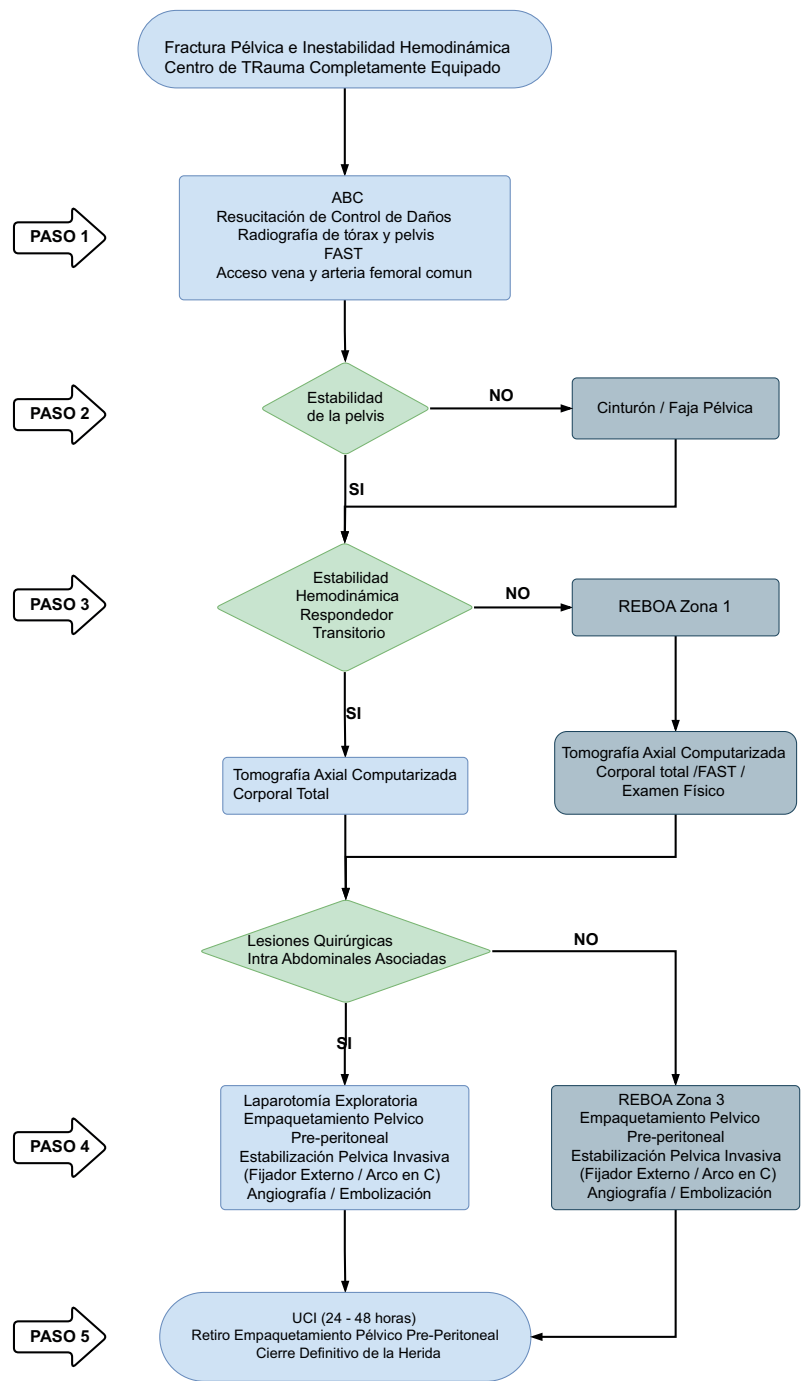 Fractura Pélvica e Inestabilidad Hemodinámica
Centro de TRauma Completamente Equipado
PASO 1
ABC
Resucitación de Control de Daños
Radiografía de tórax y pelvis
FAST
Acceso vena y arteria femoral comun
PASO 2
Estabilidad
de la pelvis
NO
Cinturón / Faja Pélvica
SI
PASO 3
Estabilidad
Hemodinámica
Respondedor
Transitorio
NO
REBOA Zona 1
SI
Tomografía Axial Computarizada
Corporal Total
Tomografía Axial Computarizada
Corporal total /FAST /
Examen Físico
Lesiones Quirúrgicas
Intra Abdominales Asociadas
NO
SI
PASO 4
Laparotomía Exploratoria
Empaquetamiento Pelvico
Pre-peritoneal
Estabilización Pelvica Invasiva
(Fijador Externo / Arco en C)
Angiografía / Embolización
REBOA Zona 3
Empaquetamiento Pelvico
Pre-peritoneal
Estabilización Pelvica Invasiva
(Fijador Externo / Arco en C)
Angiografía / Embolización
PASO 5
UCI (24 - 48 horas)
Retiro Empaquetamiento Pélvico Pre-Peritoneal
Cierre Definitivo de la Herida